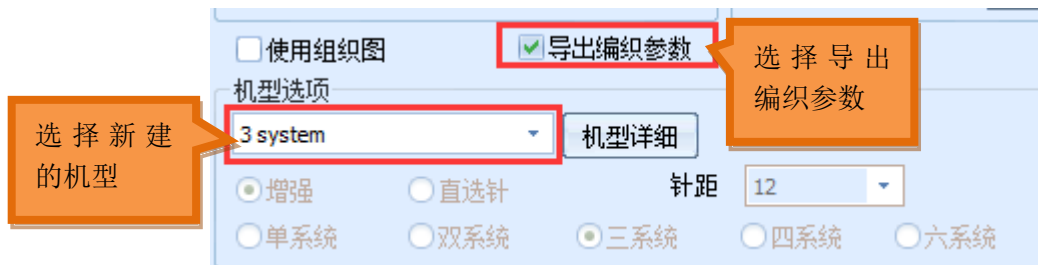 使用组织图 导出编织参数
选择导出
编织参数
机型选项
选择新建
的机型
3 system 机型详细
增强 直选针 针距 12
单系统 双系统 三系统 四系统 六系统